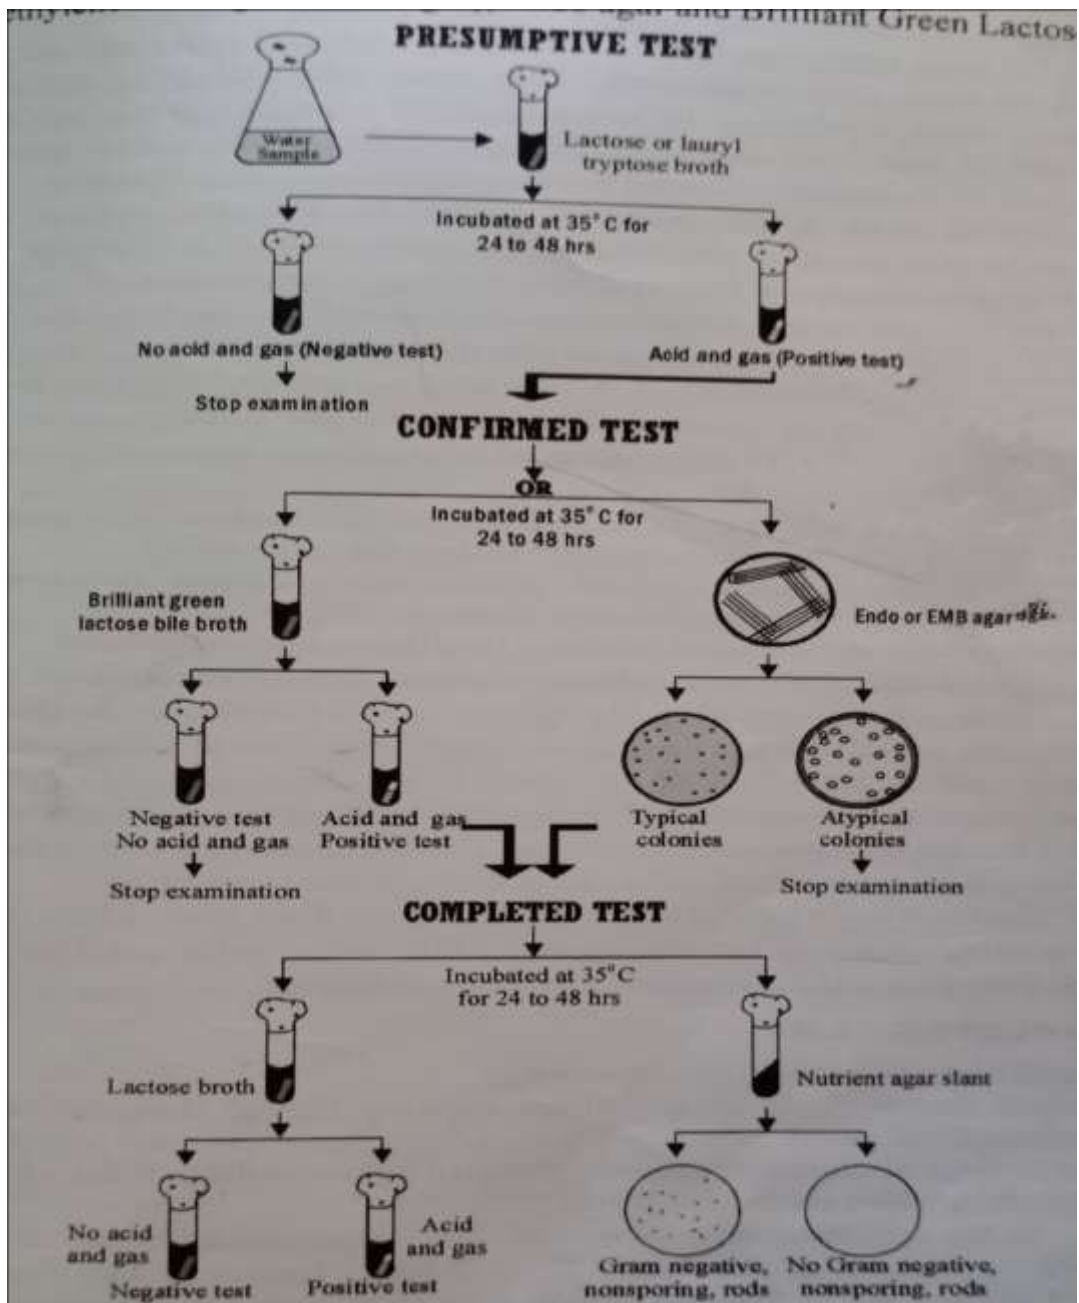 agar and Brilliant Green Lactos
PRESUMPTIVE TEST
Water
Sample
Lactose or lauryl
tryptose broth
Incubated at 35° C for
24 to 48 hrs
No acid and gas (Negative test)
Acid and gas (Positive test)
Stop examination
CONFIRMED TEST
OR
Incubated at 35° C for
24 to 48 hrs
Brilliant green
lactose bile broth
Endo or EMB agar
Negative test
No acid and gas
Acid and gas
Positive test
Typical
colonies
Atypical
colonies
Stop examination
Stop examination
COMPLETED TEST
Incubated at 35°C
for 24 to 48 hrs
Lactose broth
Nutrient agar slant
No acid
and gas
Negative test
Acid
and gas
Positive test
Gram negative,
nonsporing, rods
No Gram negative,
nonsporing, rods